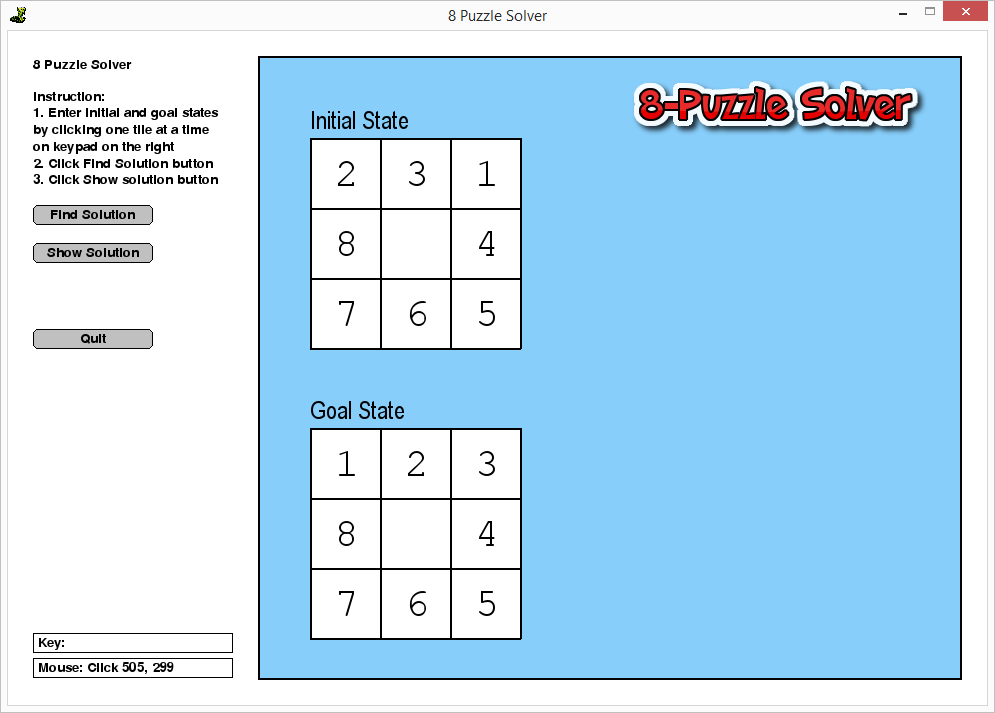 8 Puzzle Solver
8 Puzzle Solver
Instruction:
1. Enter initial and goal states
by clicking one tile at a time
on keypad on the right
2. Click Find Solution button
3. Click Show solution button
Find Solution
Show Solution
Quit
Key:
Mouse: Click 505, 299
8-Puzzle Solver
Initial State
2 3 1
8 4
7 6 5
Goal State
1 2 3
8 4
7 6 5